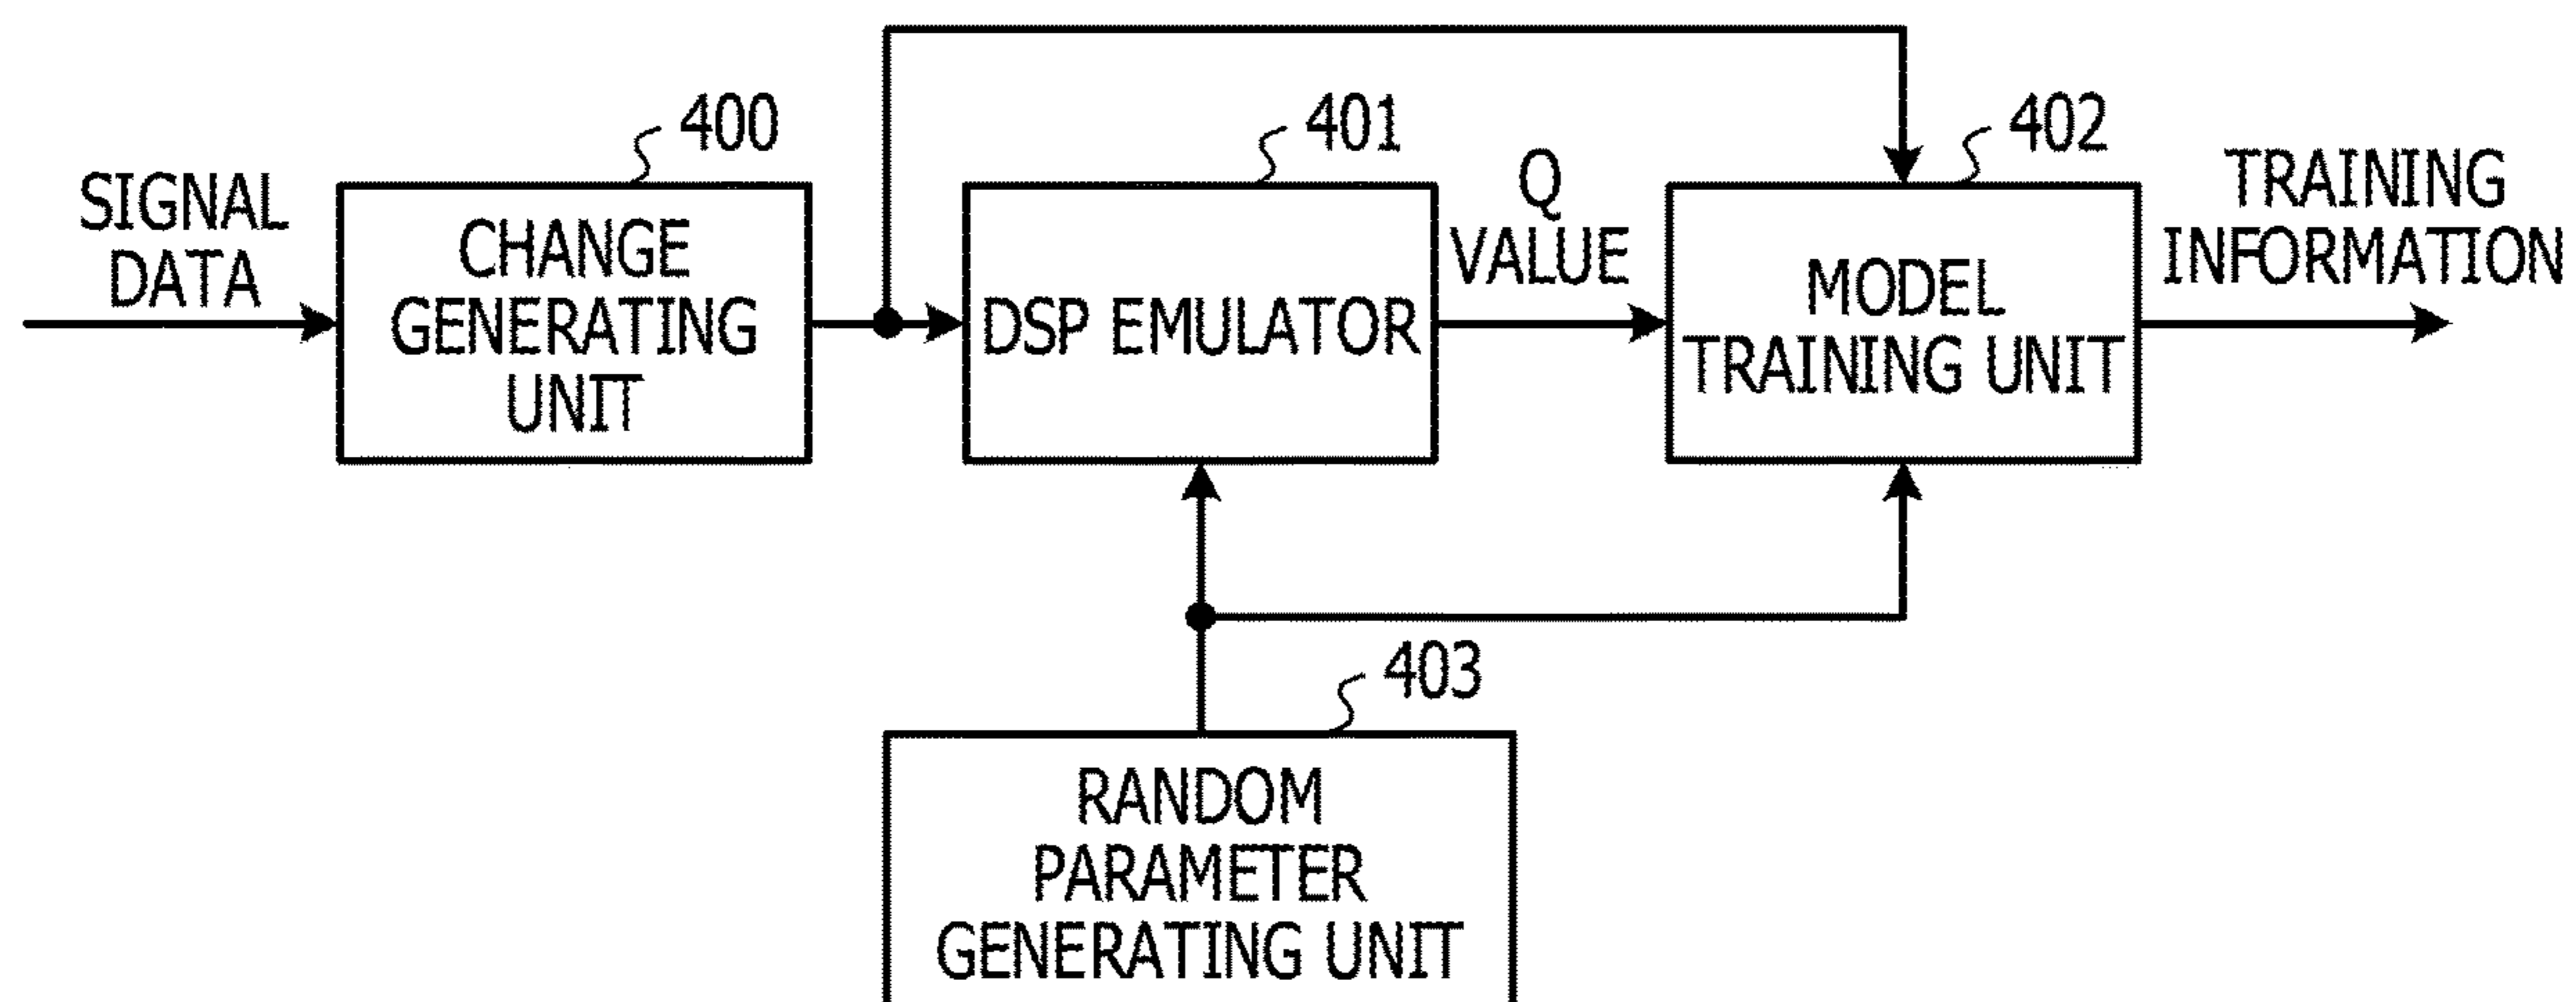 400
401
402
SIGNAL
DATA
CHANGE
GENERATING
UNIT
DSP EMULATOR
Q
VALUE
MODEL
TRAINING UNIT
TRAINING
INFORMATION
403
RANDOM
PARAMETER
GENERATING UNIT